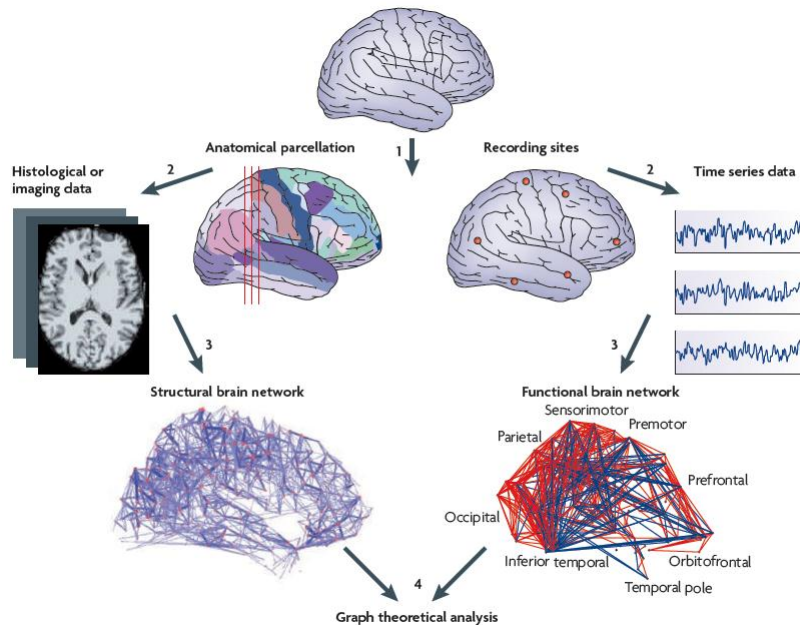 Anatomical parcellation
1
Recording sites
Histological or
imaging data
2
2
Time series data
3
3
Structural brain network
Functional brain network
Sensorimotor
Parietal
Premotor
Prefrontal
Occipital
Inferior temporal
Orbitofrontal
Temporal pole
4
Graph theoretical analysis